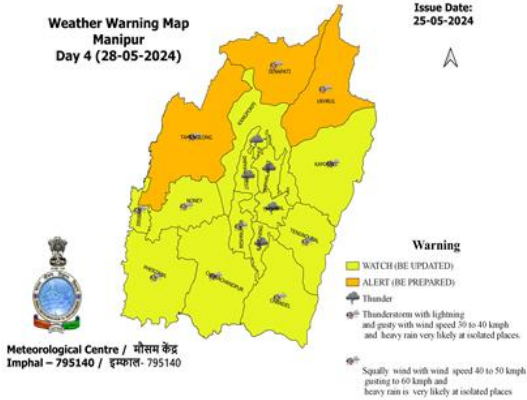 Weather Warning Map
Manipur
Day 4 (28-05-2024)
Issue Date:
25-05-2024
SENAPATI
UKHRUL
KANGPOKPI
TAMENGLONG
KAMJONG
NONEY
TENGNOUPAL
PHERZAWL
CHURACHANDPUR
CHANDEL
Warning
WATCH (BE UPDATED)
ALERT (BE PREPARED)
Thunder
Thunderstorm with lightning
and gusty with wind speed 30 to 40 kmph
and heavy rain very likely at isolated places.
Squally wind with wind speed 40 to 50 kmph
gusting to 60 kmph and
heavy rain is very likely at isolated places
Meteorological Centre / मौसम केंद्र
Imphal – 795140 / इम्फाल- 795140